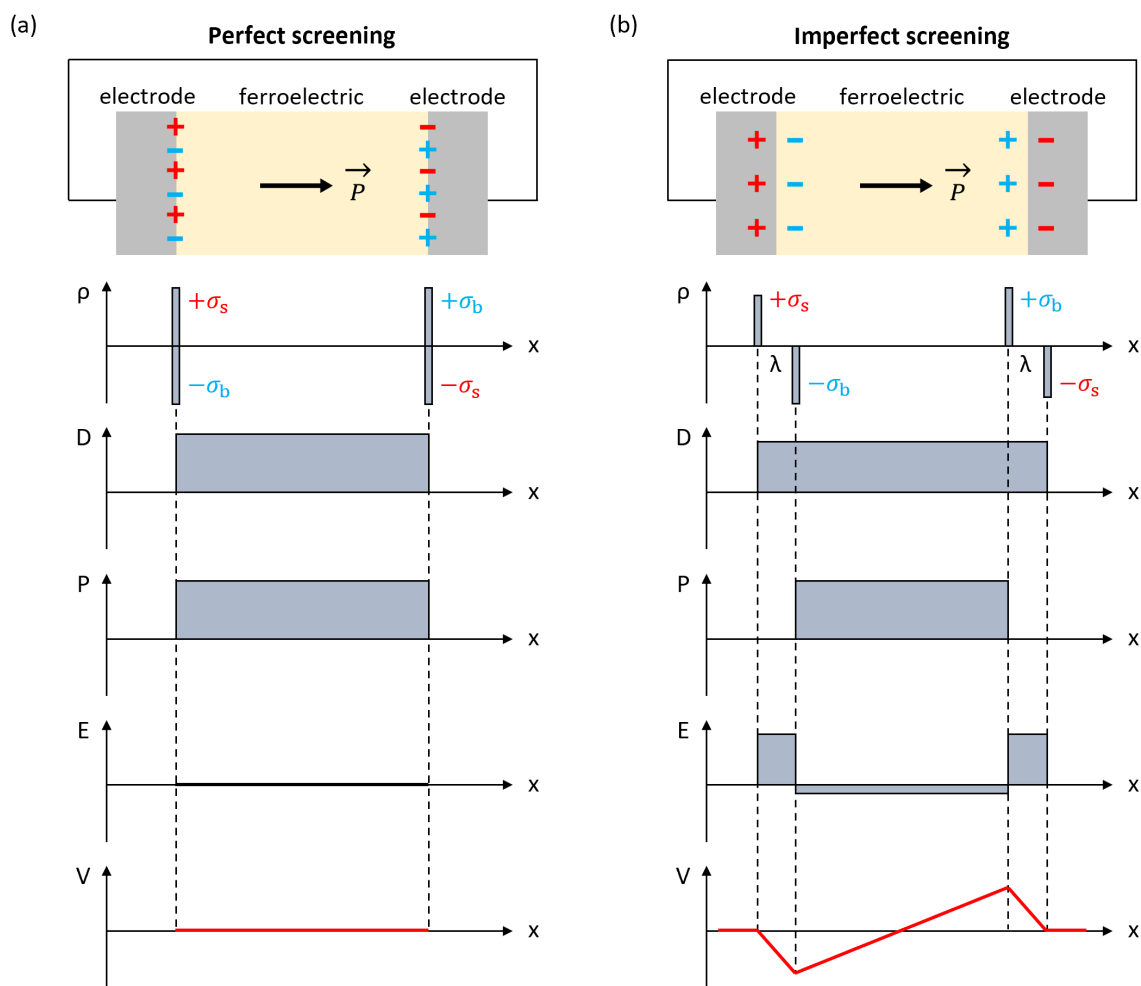 (a)
Perfect screening
electrode ferroelectric electrode
+ − + − + −
− + − + − +
P
ρ
+σs
+σb
x
−σb
−σs
D
x
P
x
E
x
V
x
(b)
Imperfect screening
electrode ferroelectric electrode
+ − + −
+ − + −
+ − + −
P
ρ
+σs
+σb
x
λ
λ
−σb
−σs
D
x
P
x
E
x
V
x